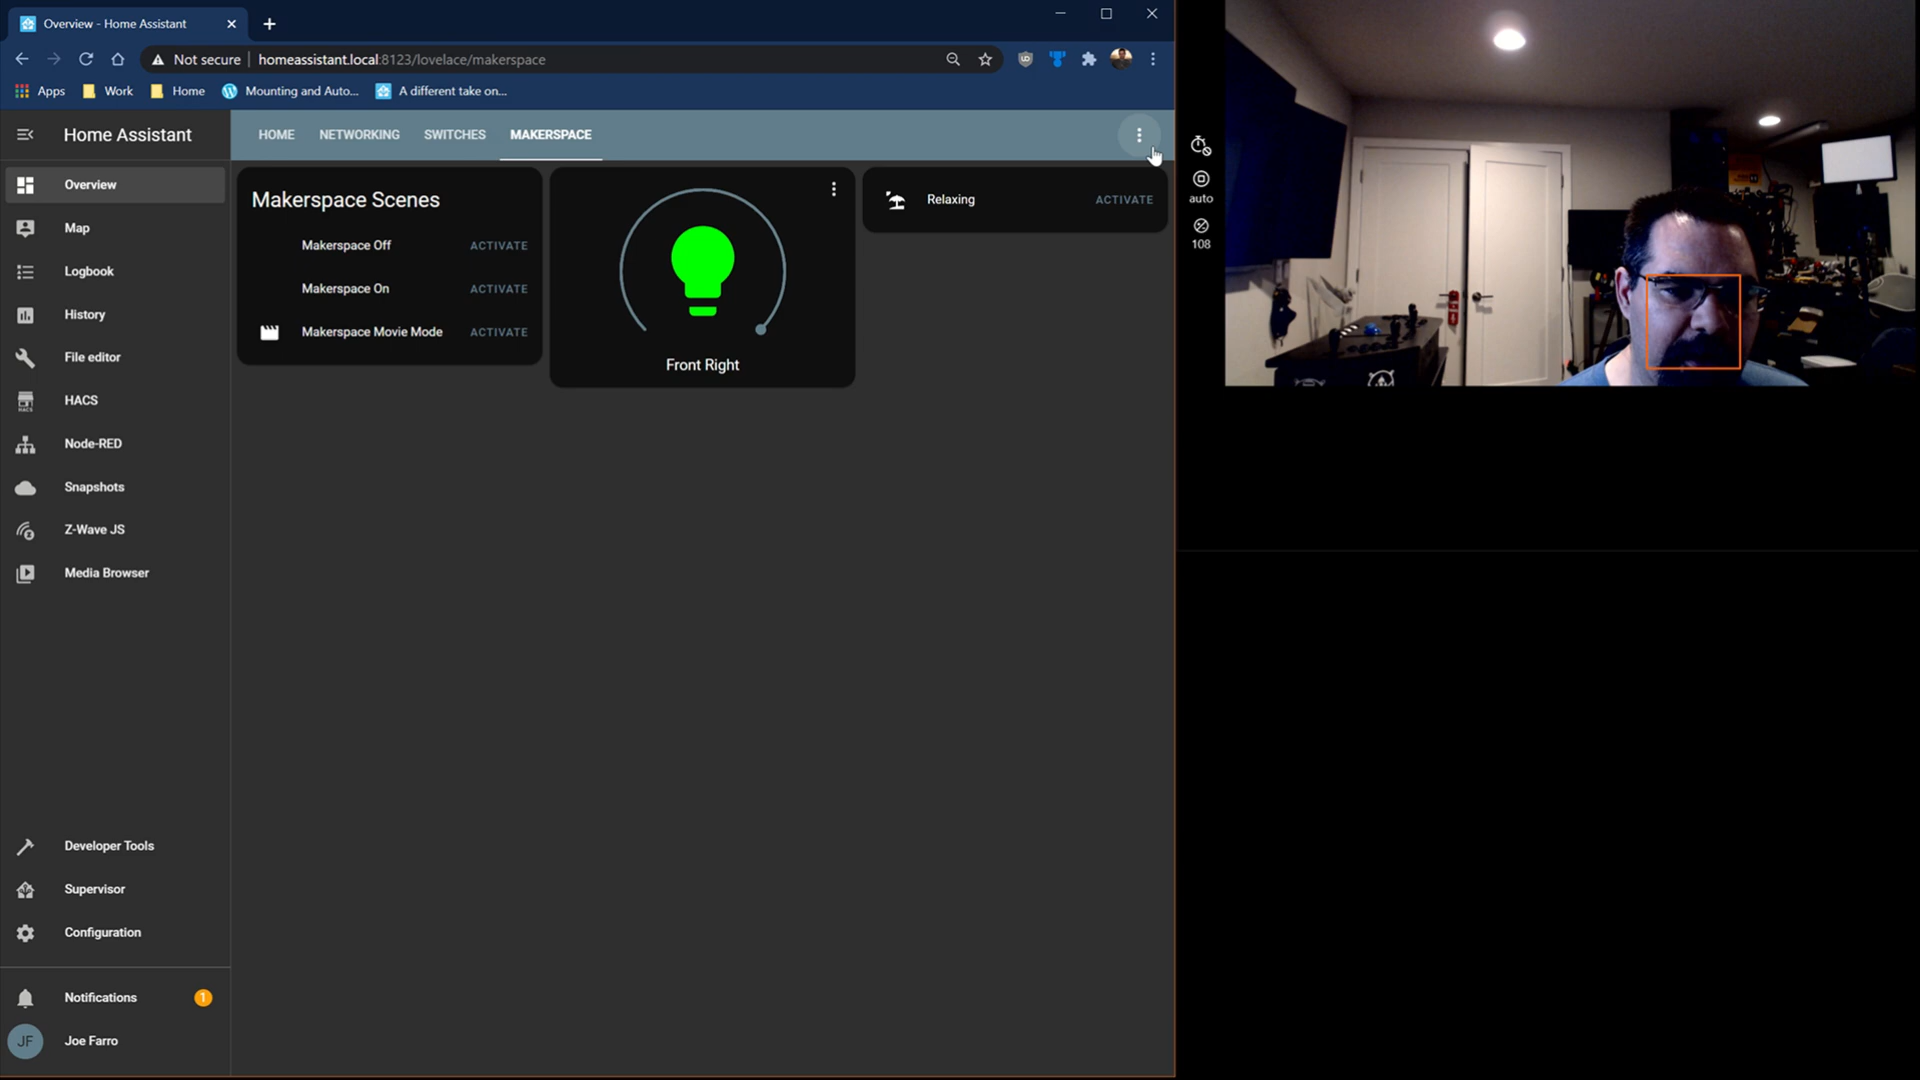 Overview - Home Assistant
Not secure
homeassistant.local:8123/lovelace/makerspace
Apps
Work
Home
Mounting and Auto...
A different take on...
Home Assistant
HOME
NETWORKING
SWITCHES
MAKERSPACE
Overview
Map
Logbook
History
File editor
HACS
Node-RED
Snapshots
Z-Wave JS
Media Browser
Developer Tools
Supervisor
Configuration
Notifications
1
JF
Joe Farro
Makerspace Scenes
Makerspace Off
ACTIVATE
Makerspace On
ACTIVATE
Makerspace Movie Mode
ACTIVATE
Front Right
Relaxing
ACTIVATE
auto
108